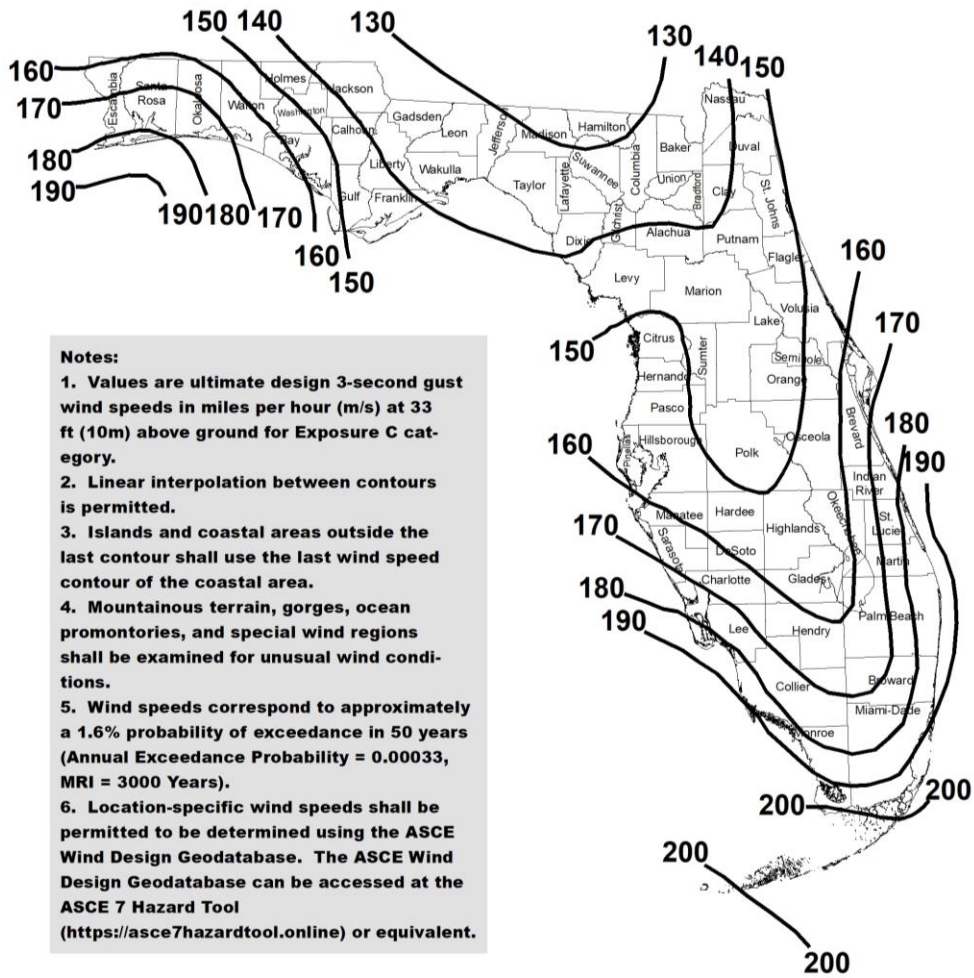 130
150 140
130
140
150
160
170
180
190
190
180
170
160
150
Escambia
Santa
Rosa
Okaloosa
Walton
Holmes
Washington
Bay
Jackson
Calhoun
Gulf
Liberty
Gadsden
Leon
Wakulla
Franklin
Jefferson
Madison
Taylor
Hamilton
Suwannee
Lafayette
Dixie
Columbia
Gilchrist
Baker
Union
Bradford
Alachua
Nassau
Duval
Clay
St. Johns
Putnam
Flagler
Levy
Marion
Volusia
Lake
160
150
170
Citrus
Sumter
Hernando
Seminole
Orange
Pasco
Brevard
Pinellas
Hillsborough
Polk
Osceola
180
160
190
Indian
River
Manatee
Hardee
Highlands
Okeechobee
St.
Lucie
170
Sarasota
DeSoto
Martin
Charlotte
Glades
180
190
Lee
Hendry
Palm Beach
Collier
Broward
Miami-Dade
Monroe
200
200
200
200
Notes:
1. Values are ultimate design 3-second gust
wind speeds in miles per hour (m/s) at 33
ft (10m) above ground for Exposure C cat-
egory.
2. Linear interpolation between contours
is permitted.
3. Islands and coastal areas outside the
last contour shall use the last wind speed
contour of the coastal area.
4. Mountainous terrain, gorges, ocean
promontories, and special wind regions
shall be examined for unusual wind condi-
tions.
5. Wind speeds correspond to approximately
a 1.6% probability of exceedance in 50 years
(Annual Exceedance Probability = 0.00033,
MRI = 3000 Years).
6. Location-specific wind speeds shall be
permitted to be determined using the ASCE
Wind Design Geodatabase. The ASCE Wind
Design Geodatabase can be accessed at the
ASCE 7 Hazard Tool
(https://asce7hazardtool.online) or equivalent.